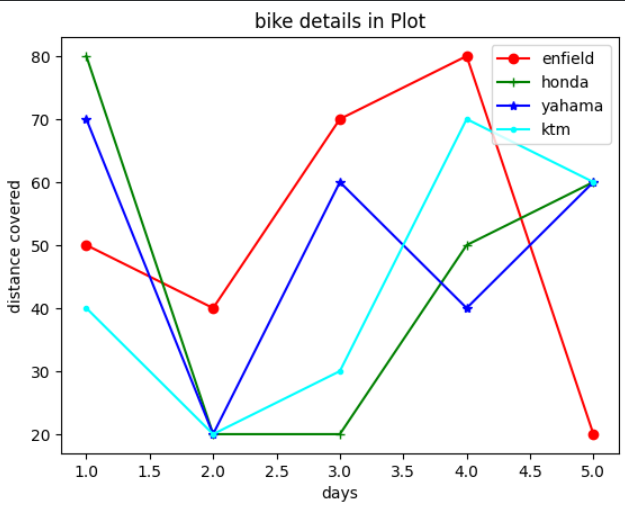 bike details in Plot
enfield
honda
yahama
ktm
80
70
60
50
40
30
20
distance covered
1.0 1.5 2.0 2.5 3.0 3.5 4.0 4.5 5.0
days